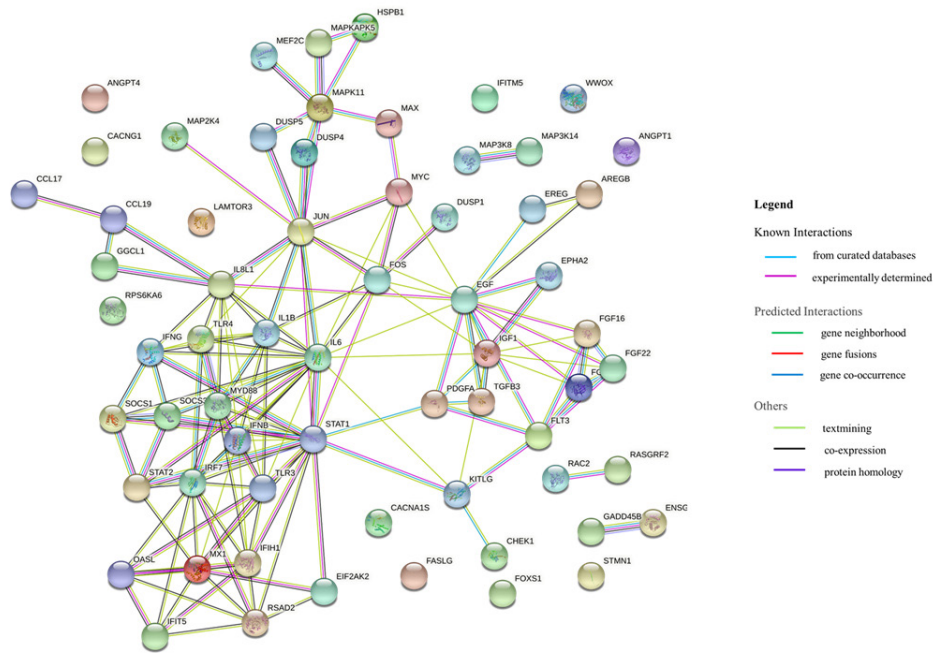 HSPB1
MAPKAPK5
MEF2C
ANGPT4
MAPK11
IFITM5
WWOX
MAX
DUSP5
MAP2K4
DUSP4
CACNG1
MAP3K14
MAP3K8
ANGPT1
MYC
AREGB
EREG
CCL17
DUSP1
CCL19
LAMTOR3
JUN
GGCL1
FOS
EPHA2
IL8L1
EGF
RPS6KA6
TLR4
IL1B
FGF16
IFNG
IL6
IGF1
FGF22
MYD88
SOCS1
SOCS3
PDGFA
TGFB3
IFNB
STAT1
FLT3
STAT2
IRF7
TLR3
RAC2
RASGRF2
KITLG
CACNA1S
GADD45B
ENSG
CHEK1
OASL
MX1
IFIH1
FASLG
STMN1
EIF2AK2
FOXS1
RSAD2
IFIT5
Legend
Known Interactions
from curated databases
experimentally determined
Predicted Interactions
gene neighborhood
gene fusions
gene co-occurrence
Others
textmining
co-expression
protein homology